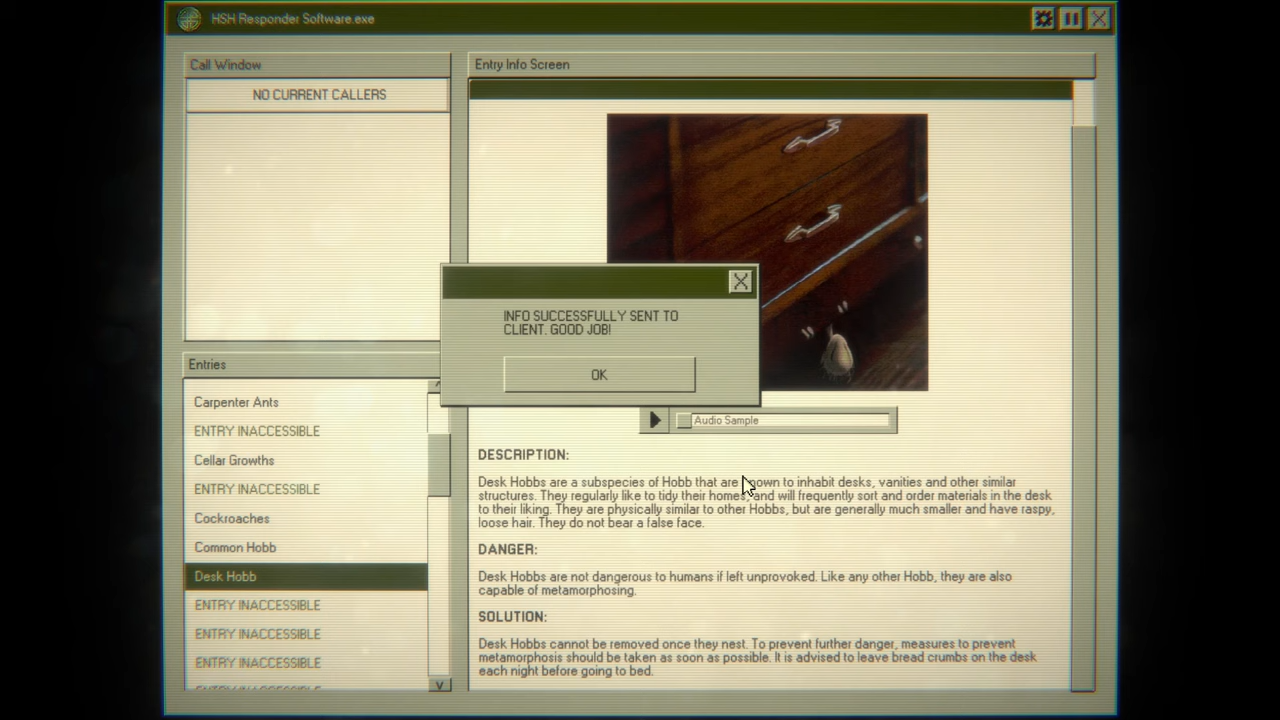 HSH Responder Software.exe
Call Window
NO CURRENT CALLERS
Entries
Carpenter Ants
ENTRY INACCESSIBLE
Cellar Growths
ENTRY INACCESSIBLE
Cockroaches
Common Hobb
Desk Hobb
ENTRY INACCESSIBLE
ENTRY INACCESSIBLE
ENTRY INACCESSIBLE
ENTRY INACCESSIBLE
Entry Info Screen
INFO SUCCESSFULLY SENT TO
CLIENT. GOOD JOB!
OK
Audio Sample
DESCRIPTION:
Desk Hobbs are a subspecies of Hobb that are known to inhabit desks, vanities and other similar
structures. They regularly like to tidy their homes, and will frequently sort and order materials in the desk
to their liking. They are physically similar to other Hobbs, but are generally much smaller and have raspy,
loose hair. They do not bear a false face.
DANGER:
Desk Hobbs are not dangerous to humans if left unprovoked. Like any other Hobb, they are also
capable of metamorphosing.
SOLUTION:
Desk Hobbs cannot be removed once they nest. To prevent further danger, measures to prevent
metamorphosis should be taken as soon as possible. It is advised to leave bread crumbs on the desk
each night before going to bed.